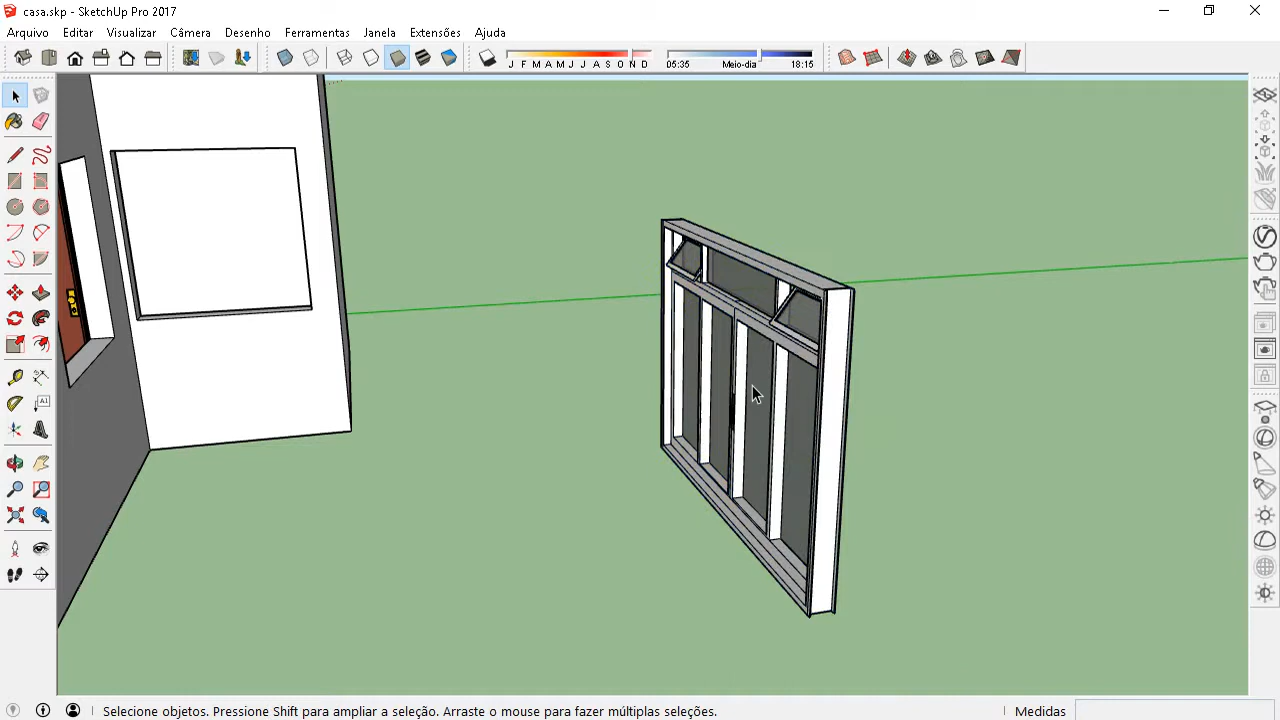 casa.skp - SketchUp Pro 2017
Arquivo Editar Visualizar Câmera Desenho Ferramentas Janela Extensões Ajuda
J F M A M J J A S O N D 05:35 Meio-dia 18:15
Selecione objetos. Pressione Shift para ampliar a seleção. Arraste o mouse para fazer múltiplas seleções. Medidas